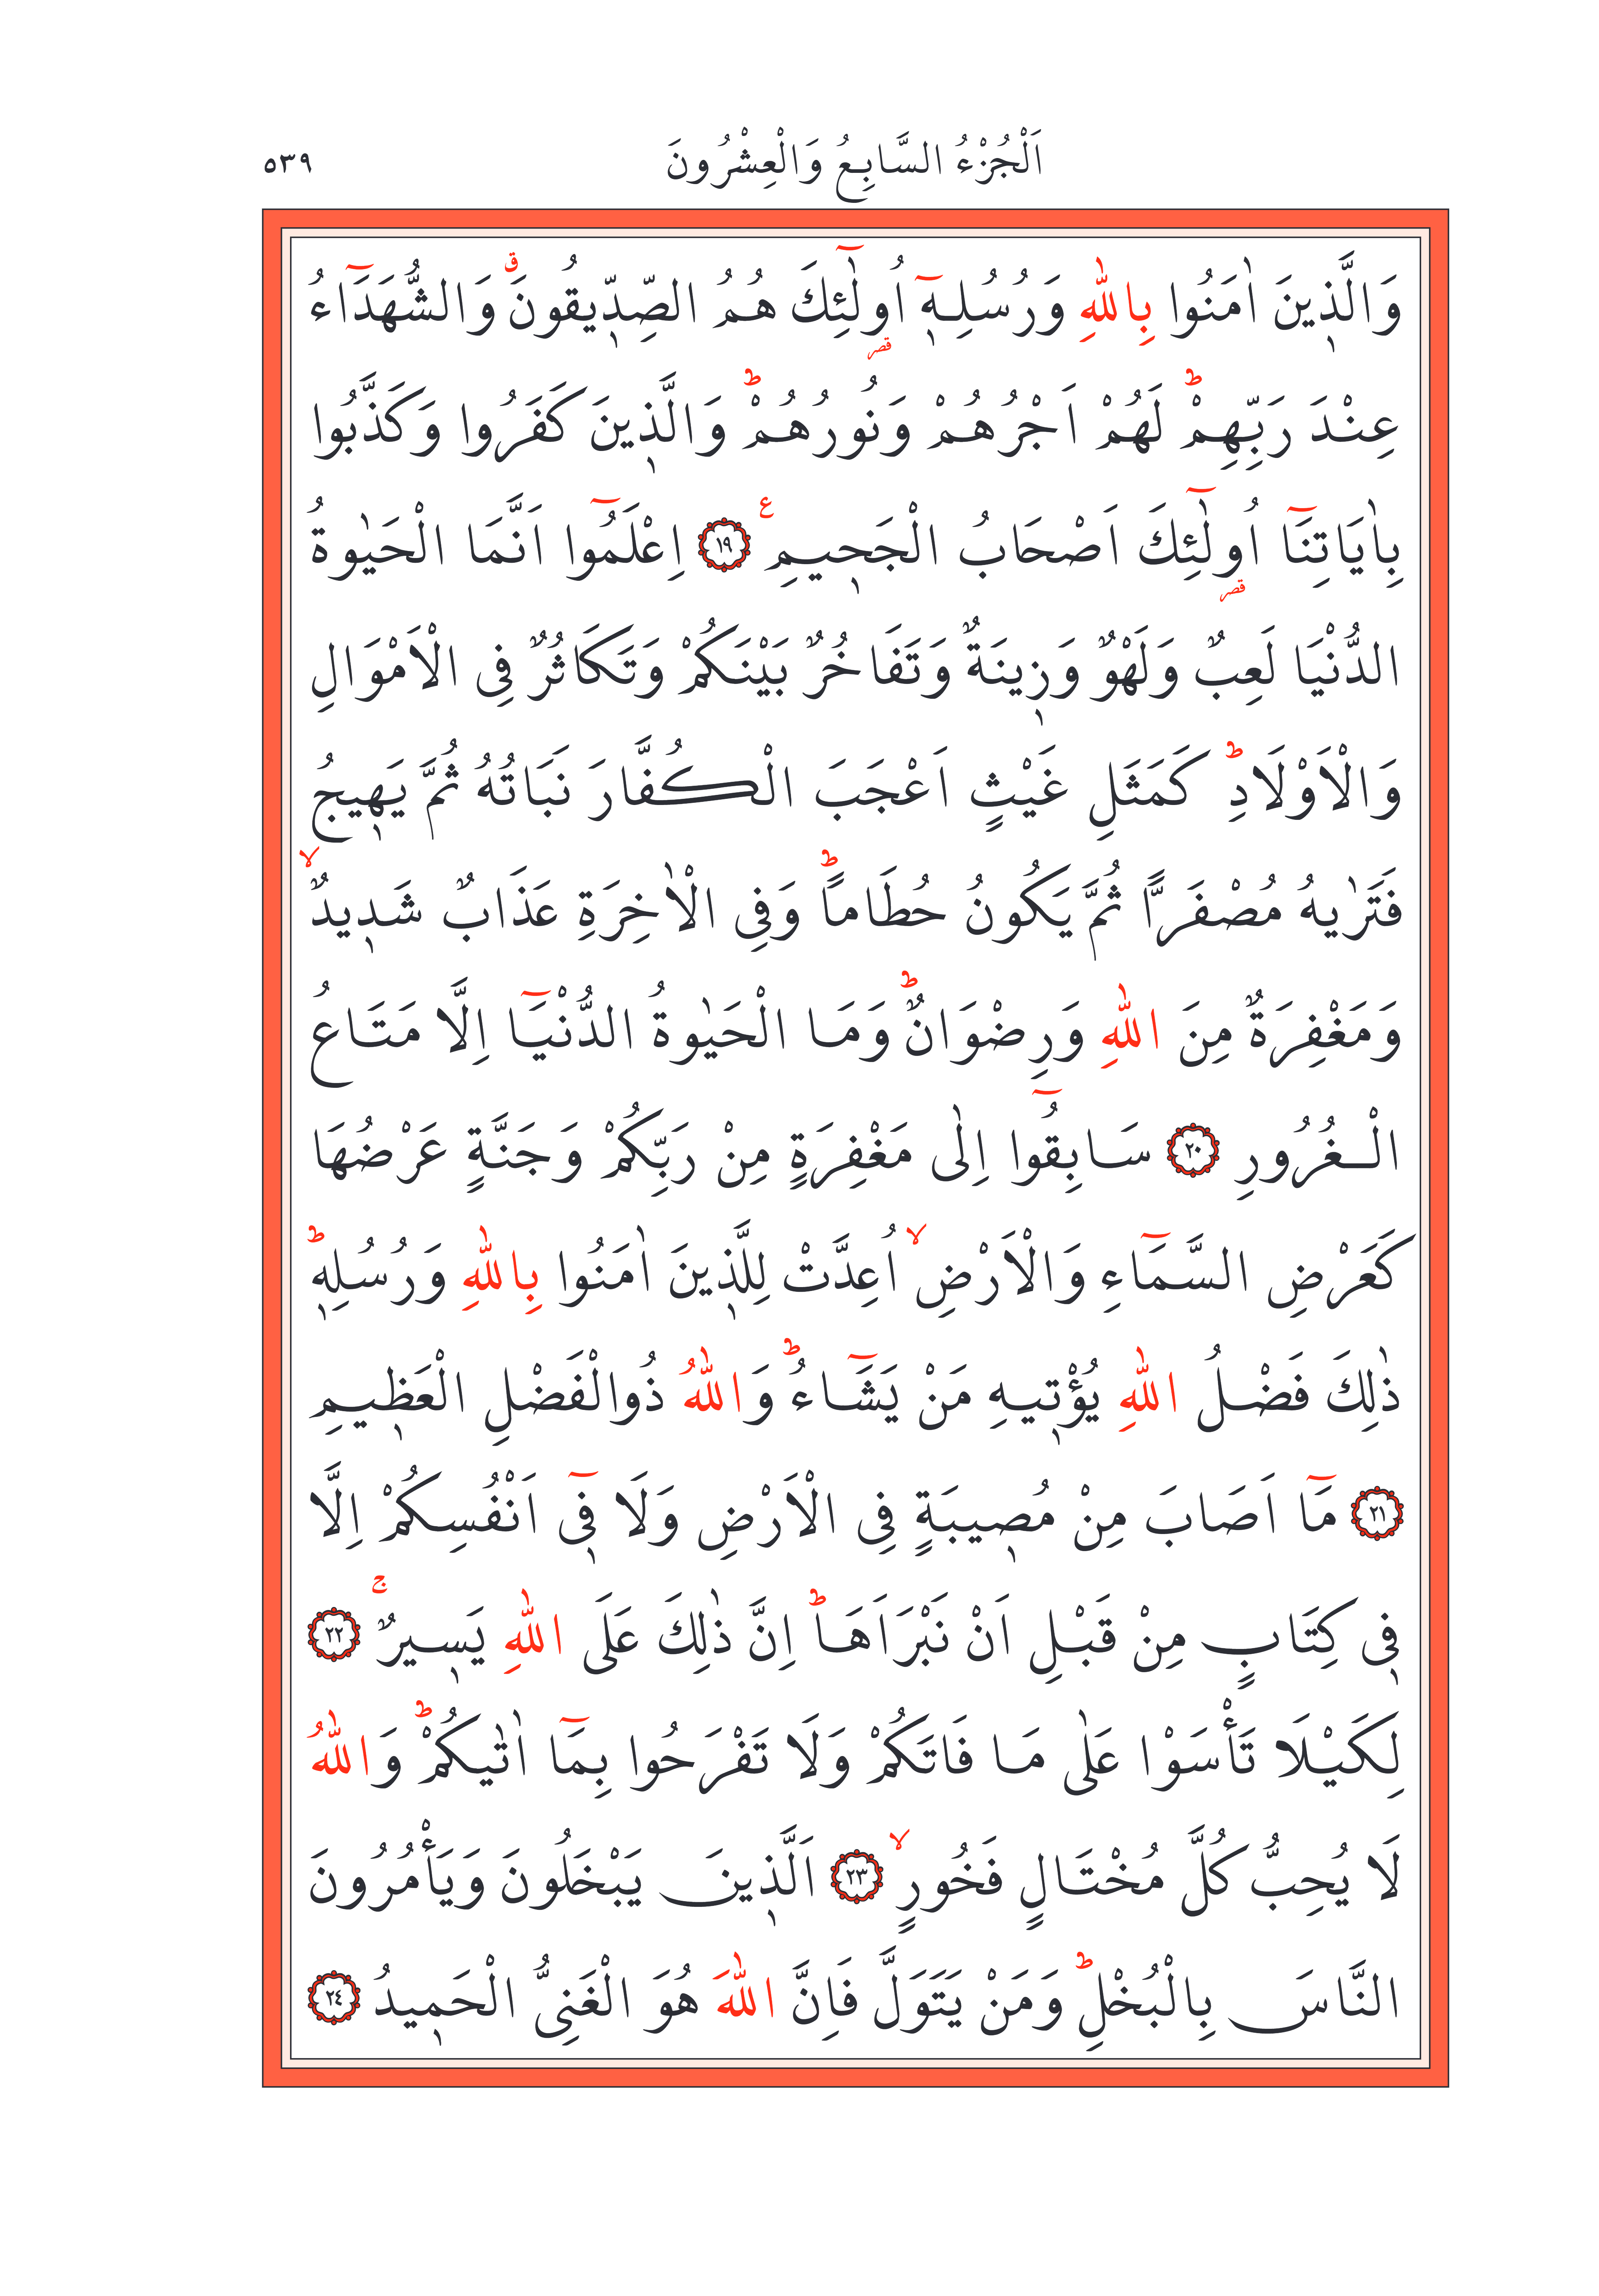 اَلْجُزْءُ السَّابِعُ وَالْعِشْرُونَ ٥٣٩
وَالَّذ۪ينَ اٰمَنُوا بِاللّٰهِ وَرُسُلِه۪ٓ اُو۬لٰٓئِكَ هُمُ الصِّدّ۪يقُونَۗ وَالشُّهَدَٓاءُ
عِنْدَ رَبِّهِمْۜ لَهُمْ اَجْرُهُمْ وَنُورُهُمْۜ وَالَّذ۪ينَ كَفَرُوا وَكَذَّبُوا
بِاٰيَاتِنَٓا اُو۬لٰٓئِكَ اَصْحَابُ الْجَح۪يمِ۟ ﴿١٩﴾ اِعْلَمُٓوا اَنَّمَا الْحَيٰوةُ
الدُّنْيَا لَعِبٌ وَلَهْوٌ وَز۪ينَةٌ وَتَفَاخُرٌ بَيْنَكُمْ وَتَكَاثُرٌ فِي الْاَمْوَالِ
وَالْاَوْلَادِۜ كَمَثَلِ غَيْثٍ اَعْجَبَ الْكُفَّارَ نَبَاتُهُ ثُمَّ يَه۪يجُ
فَتَرٰيهُ مُصْفَرًّا ثُمَّ يَكُونُ حُطَامًاۜ وَفِي الْاٰخِرَةِ عَذَابٌ شَد۪يدٌۙ
وَمَغْفِرَةٌ مِنَ اللّٰهِ وَرِضْوَانٌۜ وَمَا الْحَيٰوةُ الدُّنْيَٓا اِلَّا مَتَاعُ
الْغُرُورِ ﴿٢٠﴾ سَابِقُٓوا اِلٰى مَغْفِرَةٍ مِنْ رَبِّكُمْ وَجَنَّةٍ عَرْضُهَا
كَعَرْضِ السَّمَٓاءِ وَالْاَرْضِۙ اُعِدَّتْ لِلَّذ۪ينَ اٰمَنُوا بِاللّٰهِ وَرُسُلِه۪ۜ
ذٰلِكَ فَضْلُ اللّٰهِ يُؤْت۪يهِ مَنْ يَشَٓاءُۜ وَاللّٰهُ ذُوالْفَضْلِ الْعَظ۪يمِ
﴿٢١﴾ مَٓا اَصَابَ مِنْ مُص۪يبَةٍ فِي الْاَرْضِ وَلَا ف۪ٓي اَنْفُسِكُمْ اِلَّا
ف۪ي كِتَابٍ مِنْ قَبْلِ اَنْ نَبْرَاَهَاۜ اِنَّ ذٰلِكَ عَلَى اللّٰهِ يَس۪يرٌۚ ﴿٢٢﴾
لِكَيْلَا تَأْسَوْا عَلٰى مَا فَاتَكُمْ وَلَا تَفْرَحُوا بِمَٓا اٰتٰيكُمْۜ وَاللّٰهُ
لَا يُحِبُّ كُلَّ مُخْتَالٍ فَخُورٍۙ ﴿٢٣﴾ اَلَّذ۪ينَ يَبْخَلُونَ وَيَأْمُرُونَ
النَّاسَ بِالْبُخْلِۜ وَمَنْ يَتَوَلَّ فَاِنَّ اللّٰهَ هُوَ الْغَنِيُّ الْحَم۪يدُ ﴿٢٤﴾